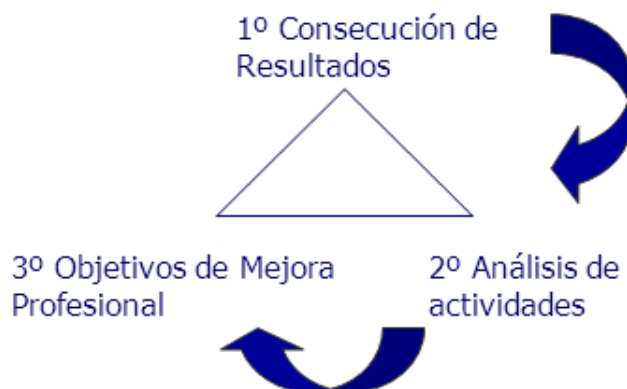 1º Consecución de
Resultados
3º Objetivos de Mejora
Profesional
2º Análisis de
actividades